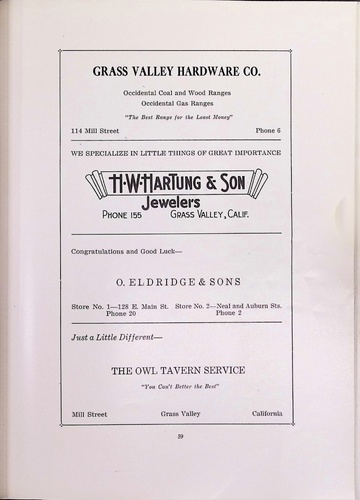 GRASS VALLEY HARDWARE CO.
Occidental Coal and Wood Ranges
Occidental Gas Ranges
"The Best Range for the Least Money"
114 Mill Street Phone 6
WE SPECIALIZE IN LITTLE THINGS OF GREAT IMPORTANCE
H·W·HARTUNG & SON
Jewelers
PHONE 155 GRASS VALLEY, CALIF.
Congratulations and Good Luck—
O. ELDRIDGE & SONS
Store No. 1—128 E. Main St. Store No. 2—Neal and Auburn Sts.
Phone 20 Phone 2
Just a Little Different—
THE OWL TAVERN SERVICE
"You Can't Better the Best"
Mill Street Grass Valley California
59